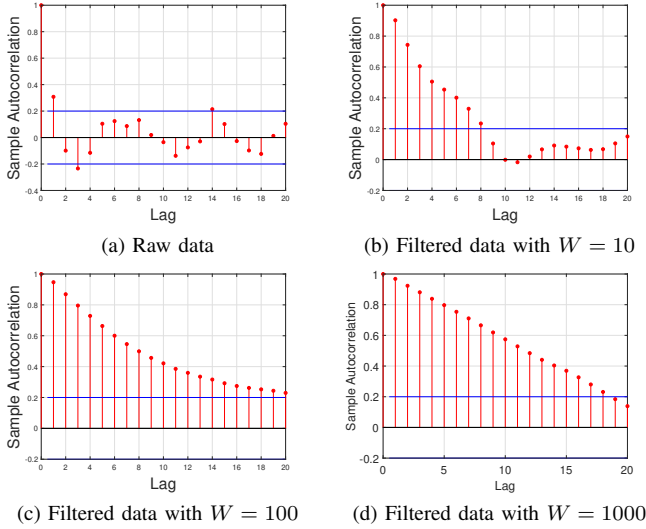 1
0.8
0.6
0.4
0.2
0
-0.2
-0.4
0 2 4 6 8 10 12 14 16 18 20
Sample Autocorrelation
Lag
(a) Raw data
1
0.8
0.6
0.4
0.2
0
-0.2
0 2 4 6 8 10 12 14 16 18 20
Sample Autocorrelation
Lag
(b) Filtered data with W = 10
1
0.8
0.6
0.4
0.2
0
-0.2
0 2 4 6 8 10 12 14 16 18 20
Sample Autocorrelation
Lag
(c) Filtered data with W = 100
1
0.8
0.6
0.4
0.2
0
-0.2
0 5 10 15 20
Sample Autocorrelation
Lag
(d) Filtered data with W = 1000